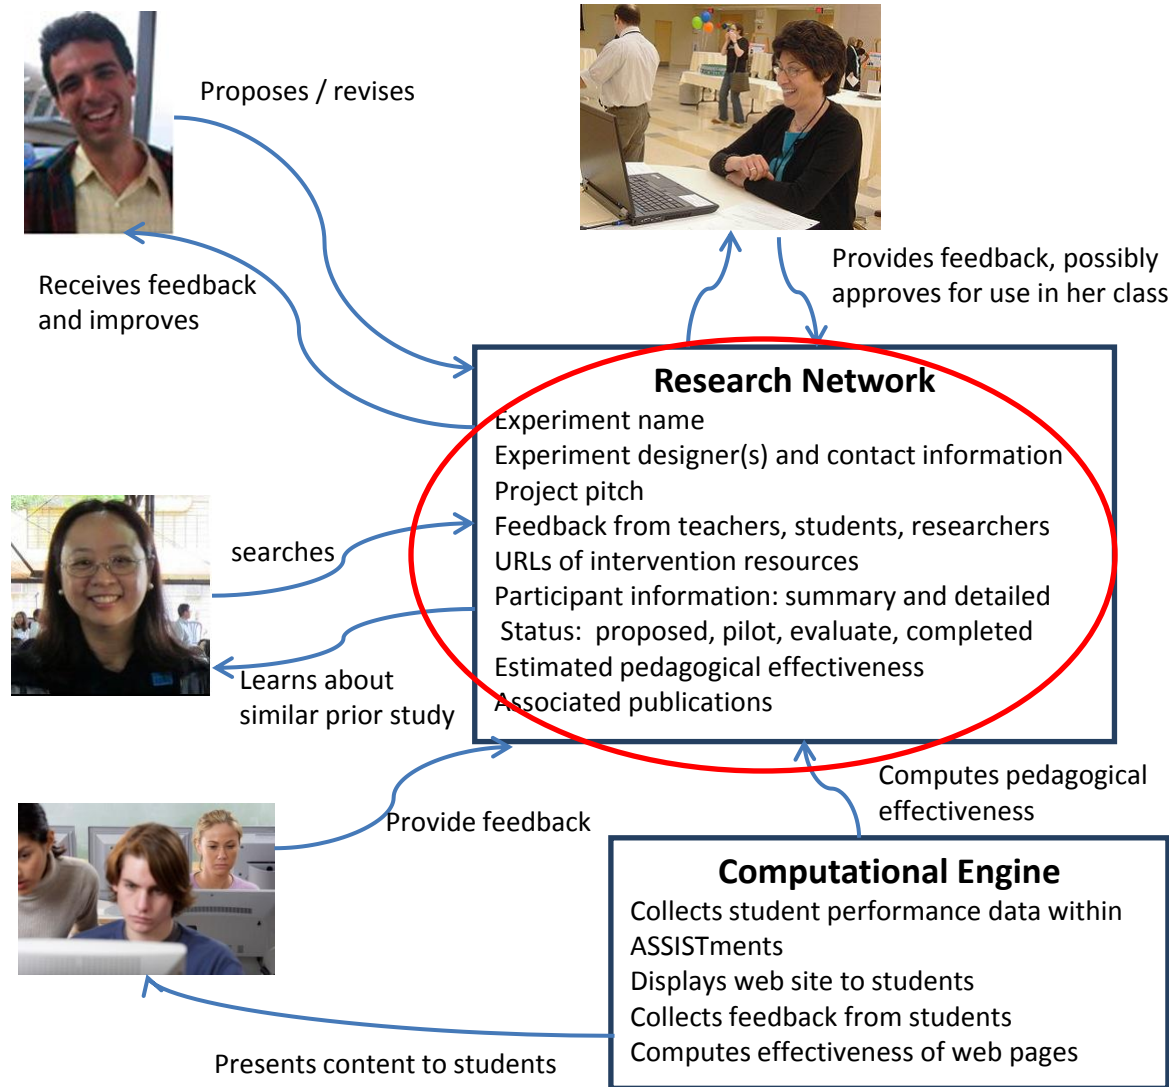 Proposes / revises
Receives feedback
and improves
Provides feedback, possibly
approves for use in her class
Research Network
Experiment name
Experiment designer(s) and contact information
Project pitch
Feedback from teachers, students, researchers
URLs of intervention resources
Participant information: summary and detailed
Status: proposed, pilot, evaluate, completed
Estimated pedagogical effectiveness
Associated publications
searches
Learns about
similar prior study
Provide feedback
Computes pedagogical
effectiveness
Computational Engine
Collects student performance data within
ASSISTments
Displays web site to students
Collects feedback from students
Computes effectiveness of web pages
Presents content to students